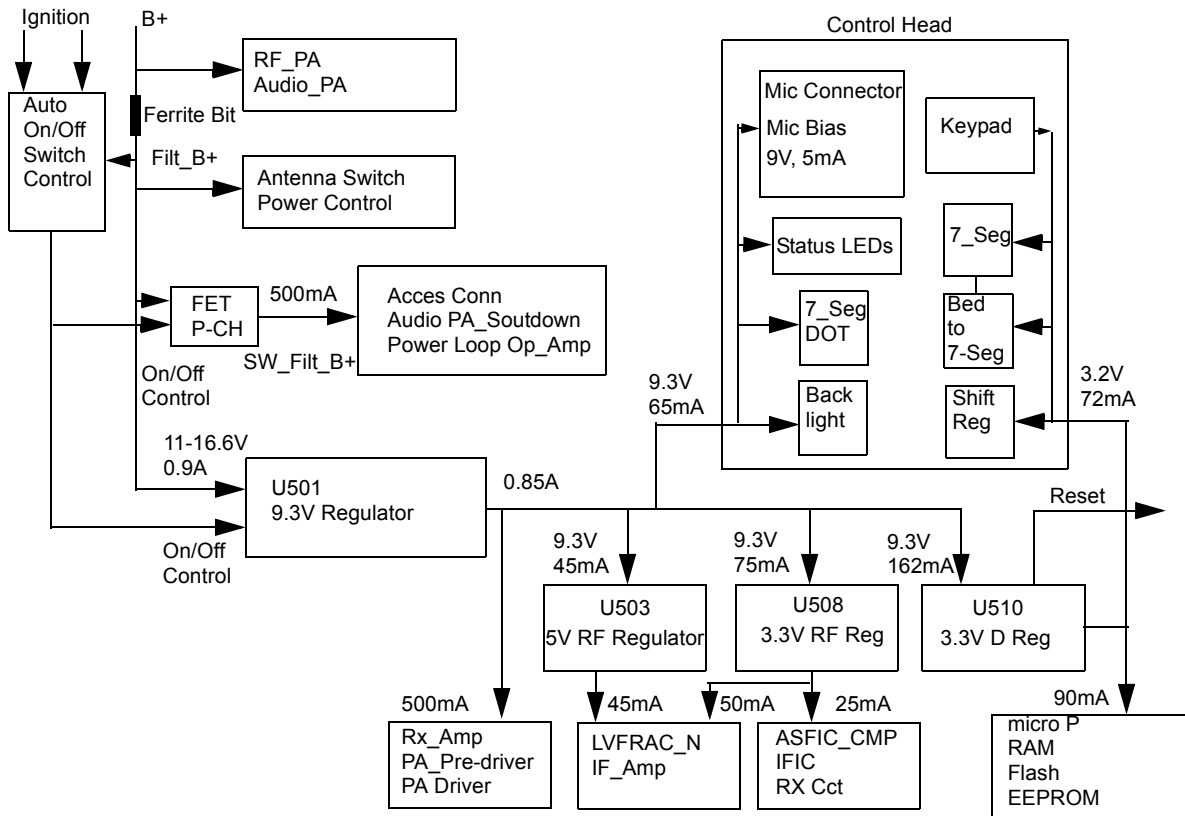 Ignition
B+
Control Head
RF_PA
Audio_PA
Auto
On/Off
Switch
Control
Ferrite Bit
Filt_B+
Antenna Switch
Power Control
Mic Connector
Mic Bias
9V, 5mA
Keypad
Status LEDs
7_Seg
7_Seg
DOT
Bed
to
7-Seg
Back
light
Shift
Reg
FET
P-CH
500mA
SW_Filt_B+
Acces Conn
Audio PA_Soutdown
Power Loop Op_Amp
On/Off
Control
9.3V
65mA
3.2V
72mA
11-16.6V
0.9A
U501
9.3V Regulator
0.85A
On/Off
Control
Reset
9.3V
45mA
9.3V
75mA
9.3V
162mA
U503
5V RF Regulator
U508
3.3V RF Reg
U510
3.3V D Reg
500mA
45mA
50mA
25mA
90mA
Rx_Amp
PA_Pre-driver
PA Driver
LVFRAC_N
IF_Amp
ASFIC_CMP
IFIC
RX Cct
micro P
RAM
Flash
EEPROM